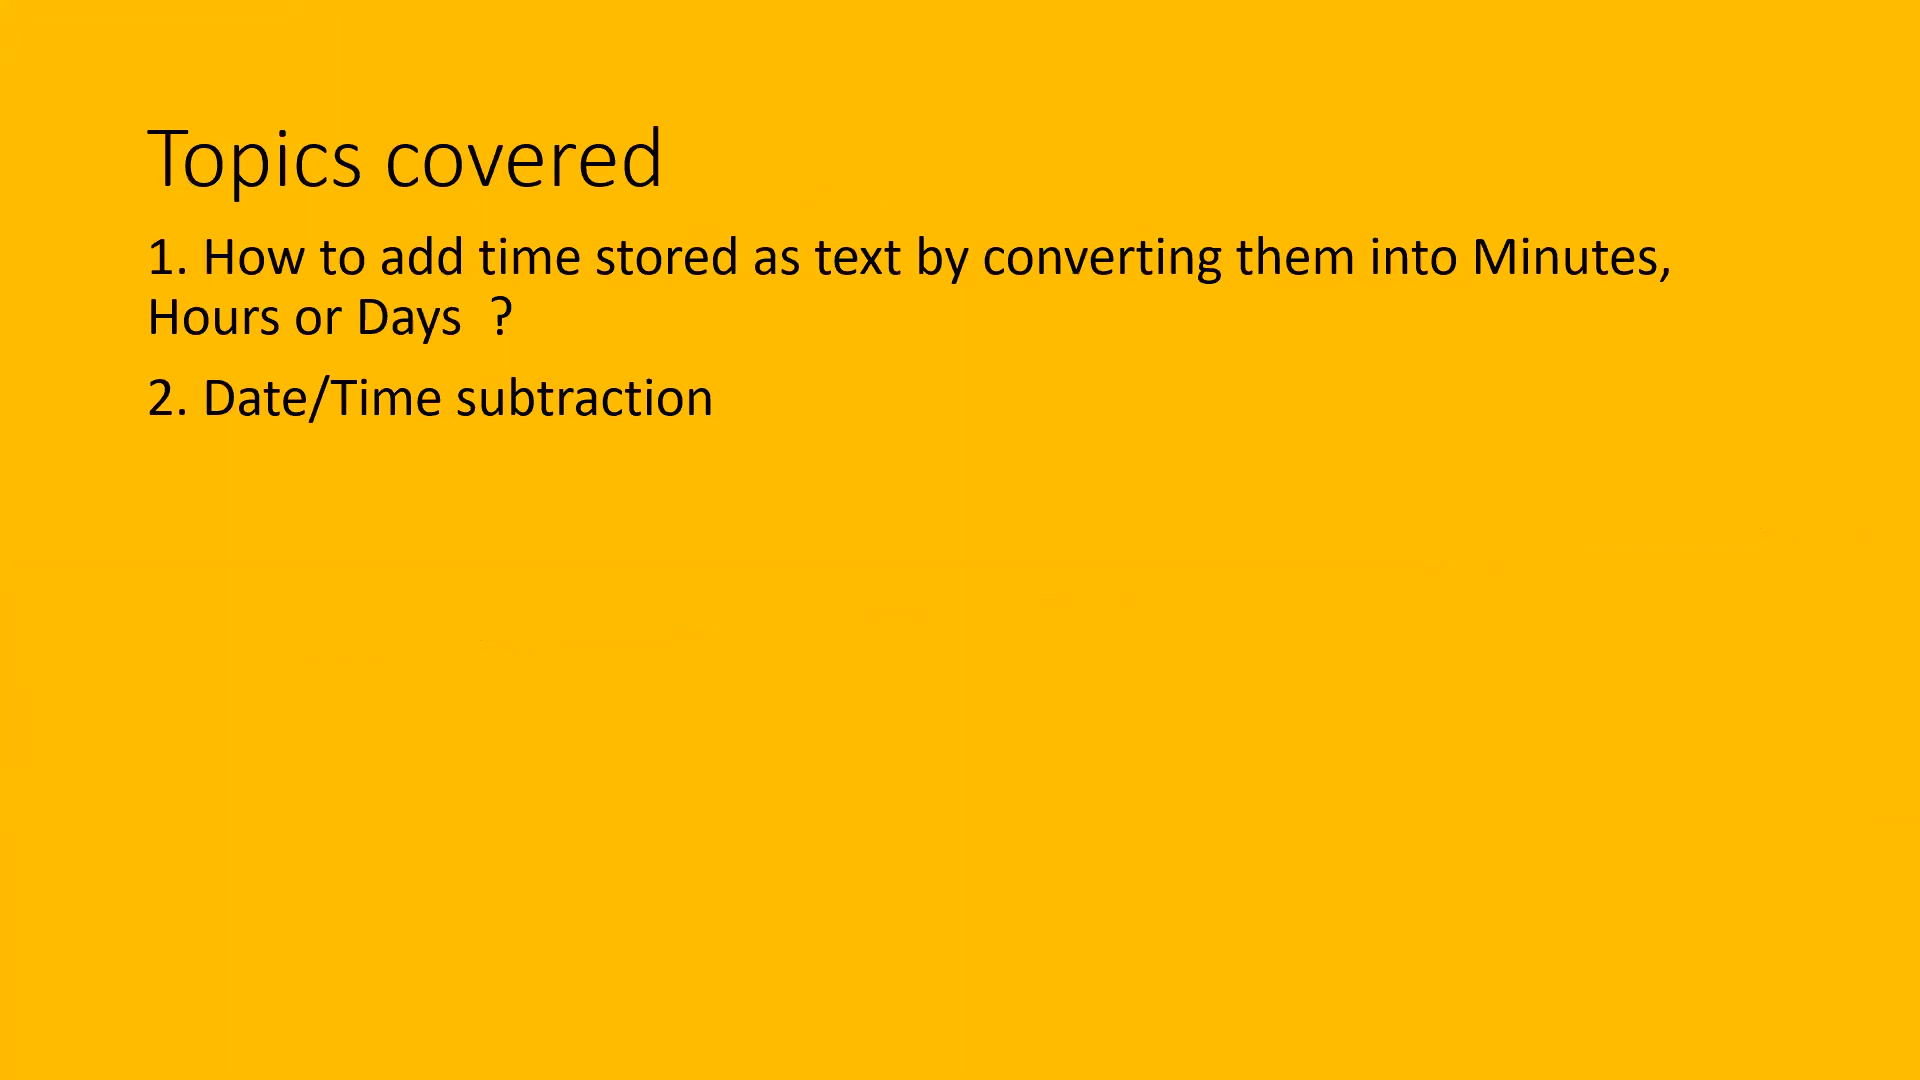 Topics covered
1. How to add time stored as text by converting them into Minutes,
Hours or Days  ?
2. Date/Time subtraction